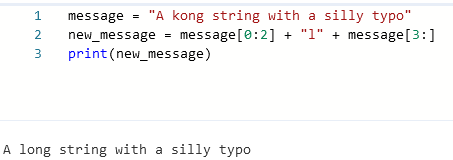 1 message = "A kong string with a silly typo"
2 new_message = message[0:2] + "l" + message[3:]
3 print(new_message)
A long string with a silly typo